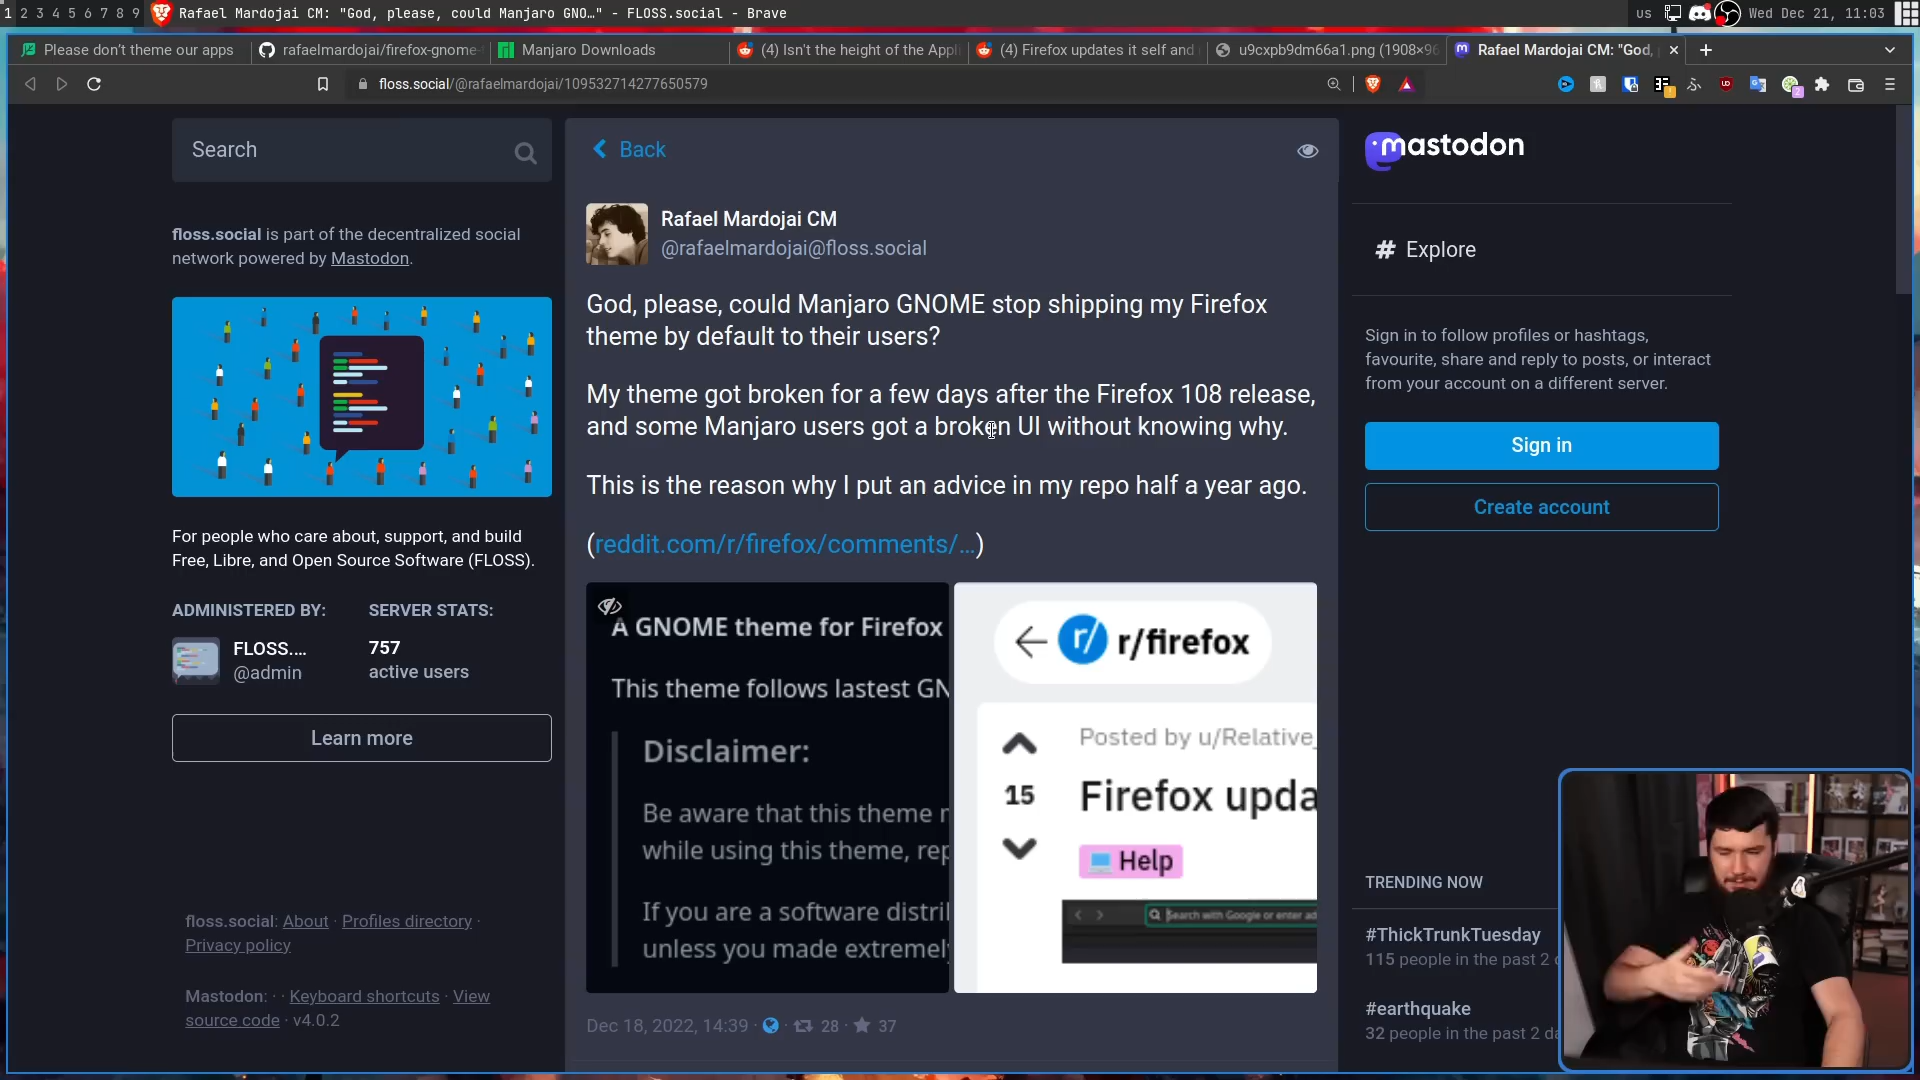 1 2 3 4 5 6 7 8 9
Rafael Mardojai CM: "God, please, could Manjaro GNO…" - FLOSS.social - Brave
us
Wed Dec 21, 11:03
Please don't theme our apps
rafaelmardojai/firefox-gnome-
Manjaro Downloads
(4) Isn't the height of the Appli
(4) Firefox updates it self and
u9cxpb9dm66a1.png (1908×96
Rafael Mardojai CM: "God,
floss.social/@rafaelmardojai/109532714277650579
Search
floss.social is part of the decentralized social
network powered by Mastodon.
For people who care about, support, and build
Free, Libre, and Open Source Software (FLOSS).
ADMINISTERED BY:
FLOSS....
@admin
SERVER STATS:
757
active users
Learn more
floss.social: About · Profiles directory ·
Privacy policy
Mastodon: · · Keyboard shortcuts · View
source code · v4.0.2
Back
Rafael Mardojai CM
@rafaelmardojai@floss.social
God, please, could Manjaro GNOME stop shipping my Firefox
theme by default to their users?
My theme got broken for a few days after the Firefox 108 release,
and some Manjaro users got a broken UI without knowing why.
This is the reason why I put an advice in my repo half a year ago.
(reddit.com/r/firefox/comments/…)
A GNOME theme for Firefox
This theme follows lastest GN
Disclaimer:
Be aware that this theme r
while using this theme, rep
If you are a software distril
unless you made extremel
r/ r/firefox
Posted by u/Relative_
15
Firefox upda
Help
Search with Google or enter ad
Dec 18, 2022, 14:39 · · 28 · 37
mastodon
# Explore
Sign in to follow profiles or hashtags,
favourite, share and reply to posts, or interact
from your account on a different server.
Sign in
Create account
TRENDING NOW
#ThickTrunkTuesday
115 people in the past 2 d
#earthquake
32 people in the past 2 da